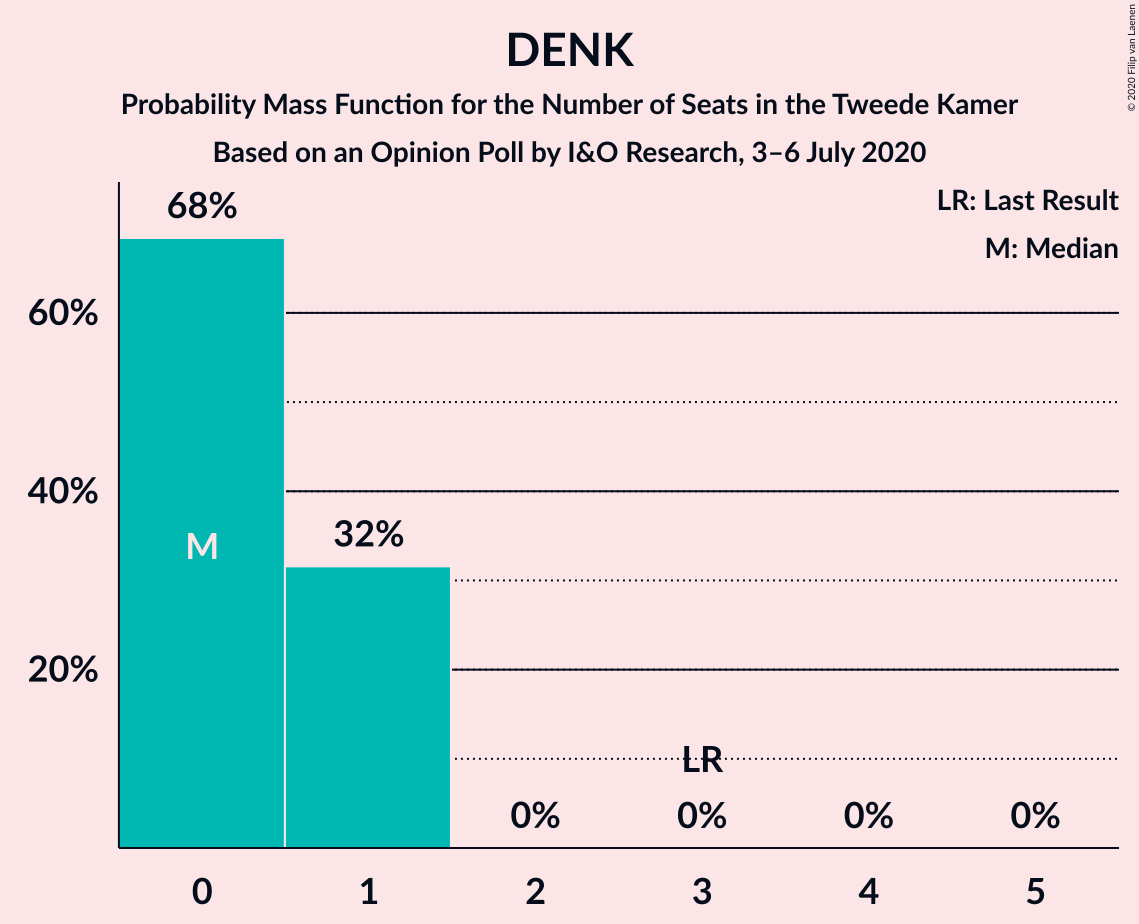 DENK
Probability Mass Function for the Number of Seats in the Tweede Kamer
Based on an Opinion Poll by I&O Research, 3–6 July 2020
© 2020 Filip van Laenen
LR: Last Result
M: Median
68%
60%
40%
32%
M
20%
LR
0% 0% 0% 0%
0 1 2 3 4 5